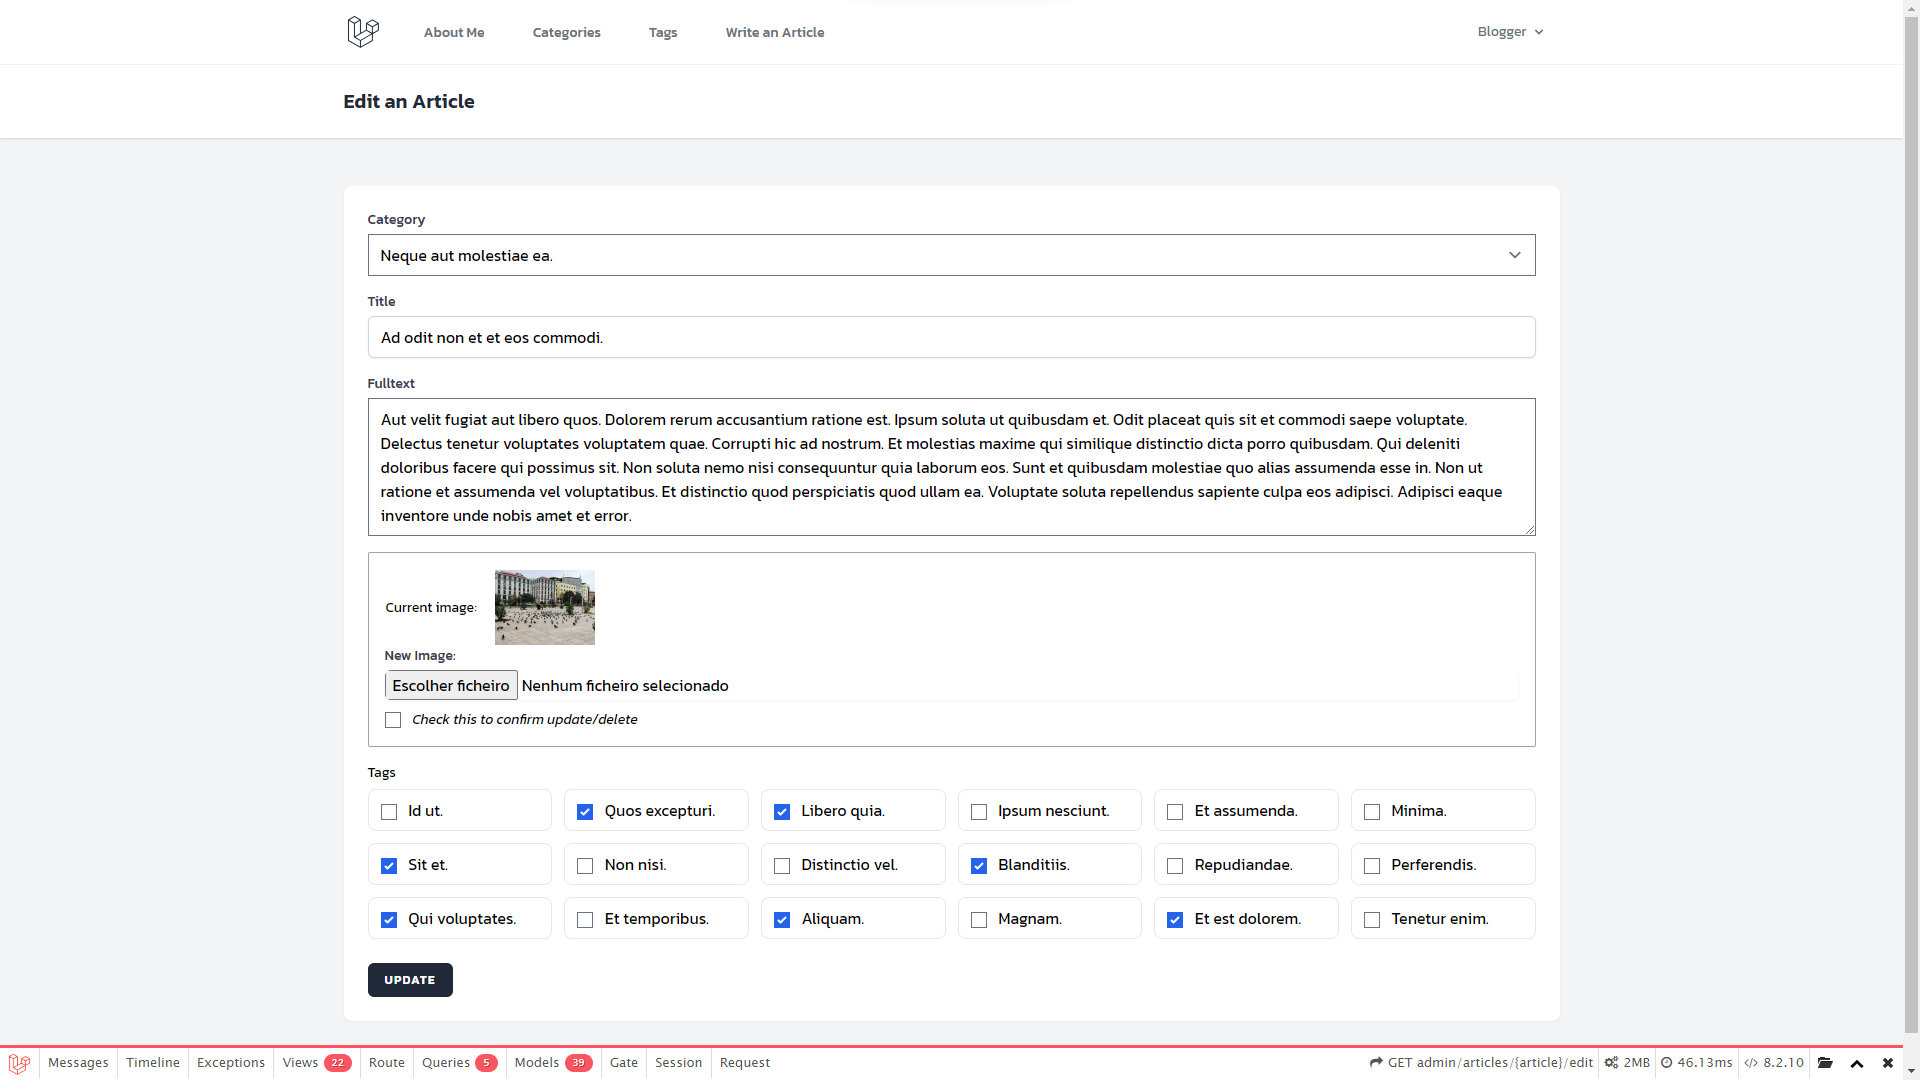 About Me Categories Tags Write an Article Blogger
Edit an Article
Category
Neque aut molestiae ea.
Title
Ad odit non et et eos commodi.
Fulltext
Aut velit fugiat aut libero quos. Dolorem rerum accusantium ratione est. Ipsum soluta ut quibusdam et. Odit placeat quis sit et commodi saepe voluptate.
Delectus tenetur voluptates voluptatem quae. Corrupti hic ad nostrum. Et molestias maxime qui similique distinctio dicta porro quibusdam. Qui deleniti
doloribus facere qui possimus sit. Non soluta nemo nisi consequuntur quia laborum eos. Sunt et quibusdam molestiae quo alias assumenda esse in. Non ut
ratione et assumenda vel voluptatibus. Et distinctio quod perspiciatis quod ullam ea. Voluptate soluta repellendus sapiente culpa eos adipisci. Adipisci eaque
inventore unde nobis amet et error.
Current image:
New Image:
Escolher ficheiro Nenhum ficheiro selecionado
Check this to confirm update/delete
Tags
Id ut. Quos excepturi. Libero quia. Ipsum nesciunt. Et assumenda. Minima.
Sit et. Non nisi. Distinctio vel. Blanditiis. Repudiandae. Perferendis.
Qui voluptates. Et temporibus. Aliquam. Magnam. Et est dolorem. Tenetur enim.
UPDATE
Messages Timeline Exceptions Views 22 Route Queries 5 Models 39 Gate Session Request GET admin/articles/{article}/edit 2MB 46.13ms 8.2.10